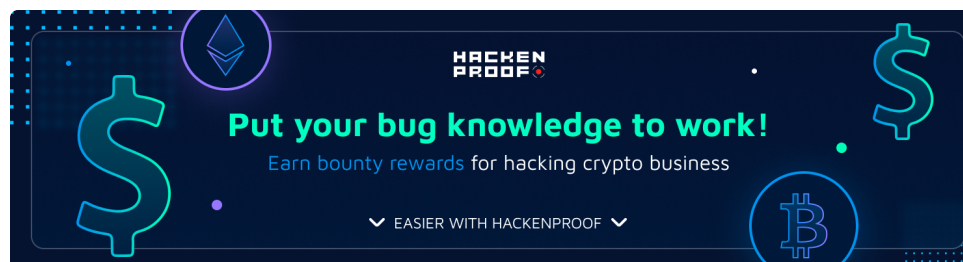 HACKEN
PROOF
Put your bug knowledge to work!
Earn bounty rewards for hacking crypto business
EASIER WITH HACKENPROOF